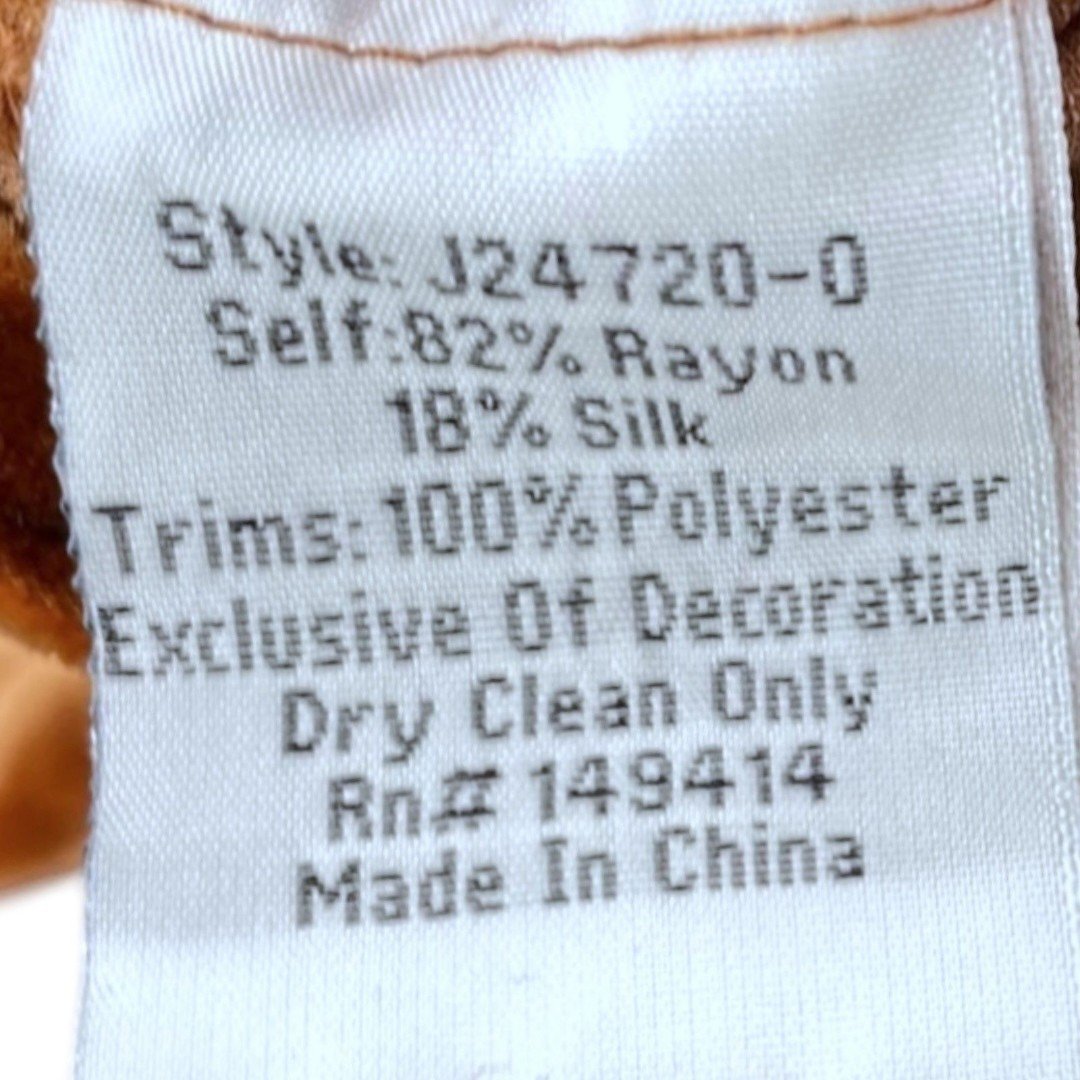 Style: J24720-0
Self:82% Rayon
18% Silk
Trims: 100% Polyester
Exclusive Of Decoration
Dry Clean Only
Rn# 149414
Made In China